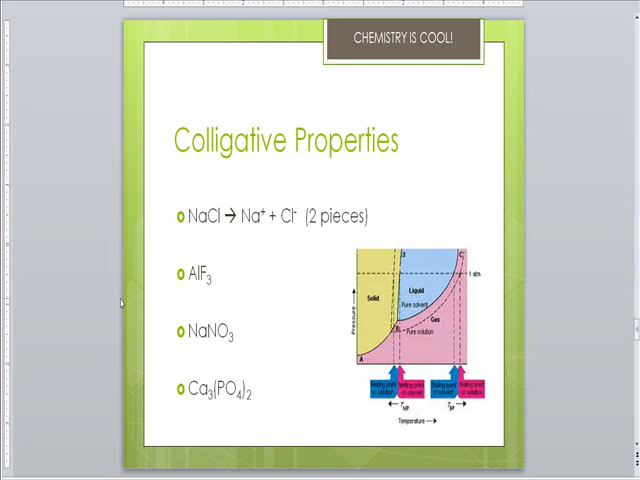 CHEMISTRY IS COOL!
Colligative Properties
NaCl → Na⁺ + Cl⁻ (2 pieces)
AlF₃
NaNO₃
Ca₃(PO₄)₂
1 atm
Solid
Liquid
Pure solvent
Gas
Pure solution
Pressure
A
B
C
Melting point of solution
Melting point of solvent
Boiling point of solvent
Boiling point of solution
Temperature